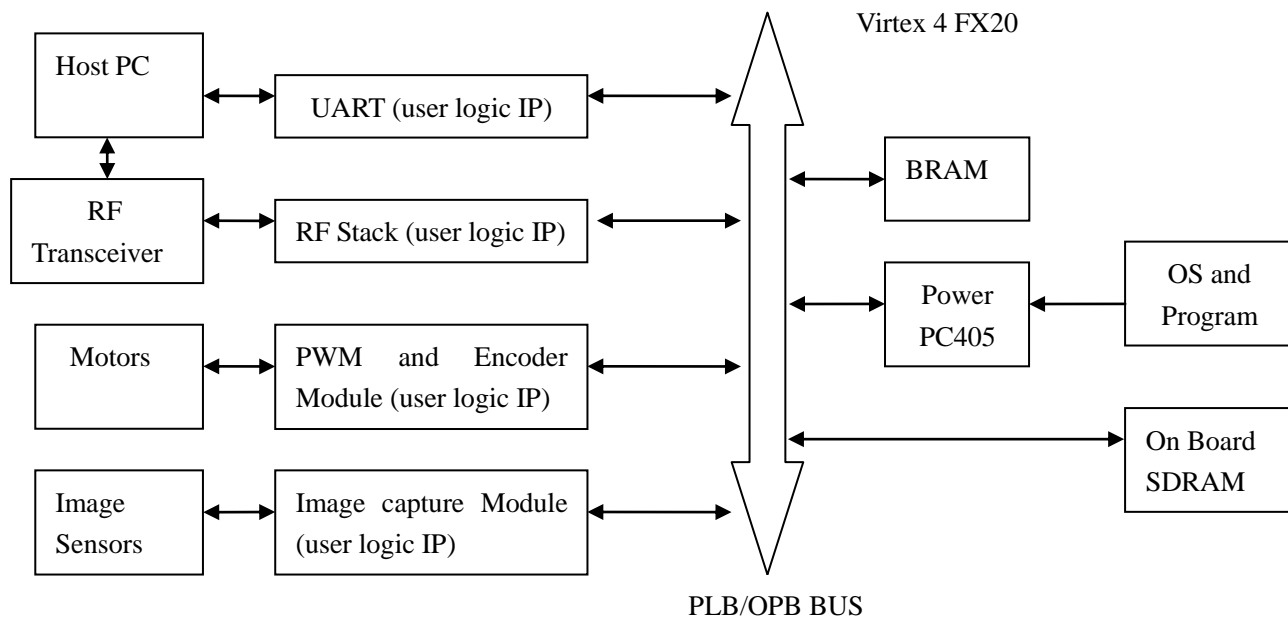 Virtex 4 FX20
Host PC
UART (user logic IP)
BRAM
RF
Transceiver
RF Stack (user logic IP)
Power
PC405
OS and
Program
Motors
PWM and Encoder
Module (user logic IP)
On Board
SDRAM
Image
Sensors
Image capture Module
(user logic IP)
PLB/OPB BUS